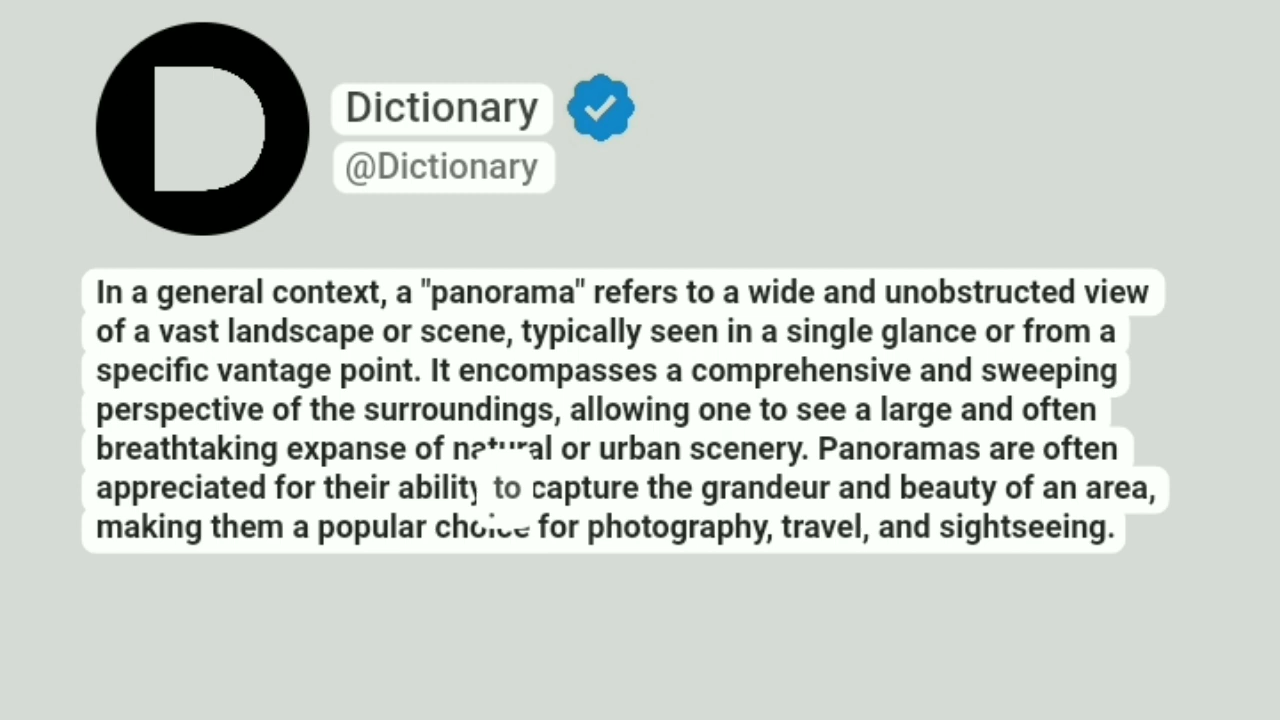 D
Dictionary
@Dictionary
In a general context, a "panorama" refers to a wide and unobstructed view
of a vast landscape or scene, typically seen in a single glance or from a
specific vantage point. It encompasses a comprehensive and sweeping
perspective of the surroundings, allowing one to see a large and often
breathtaking expanse of natural or urban scenery. Panoramas are often
appreciated for their ability to capture the grandeur and beauty of an area,
making them a popular choice for photography, travel, and sightseeing.